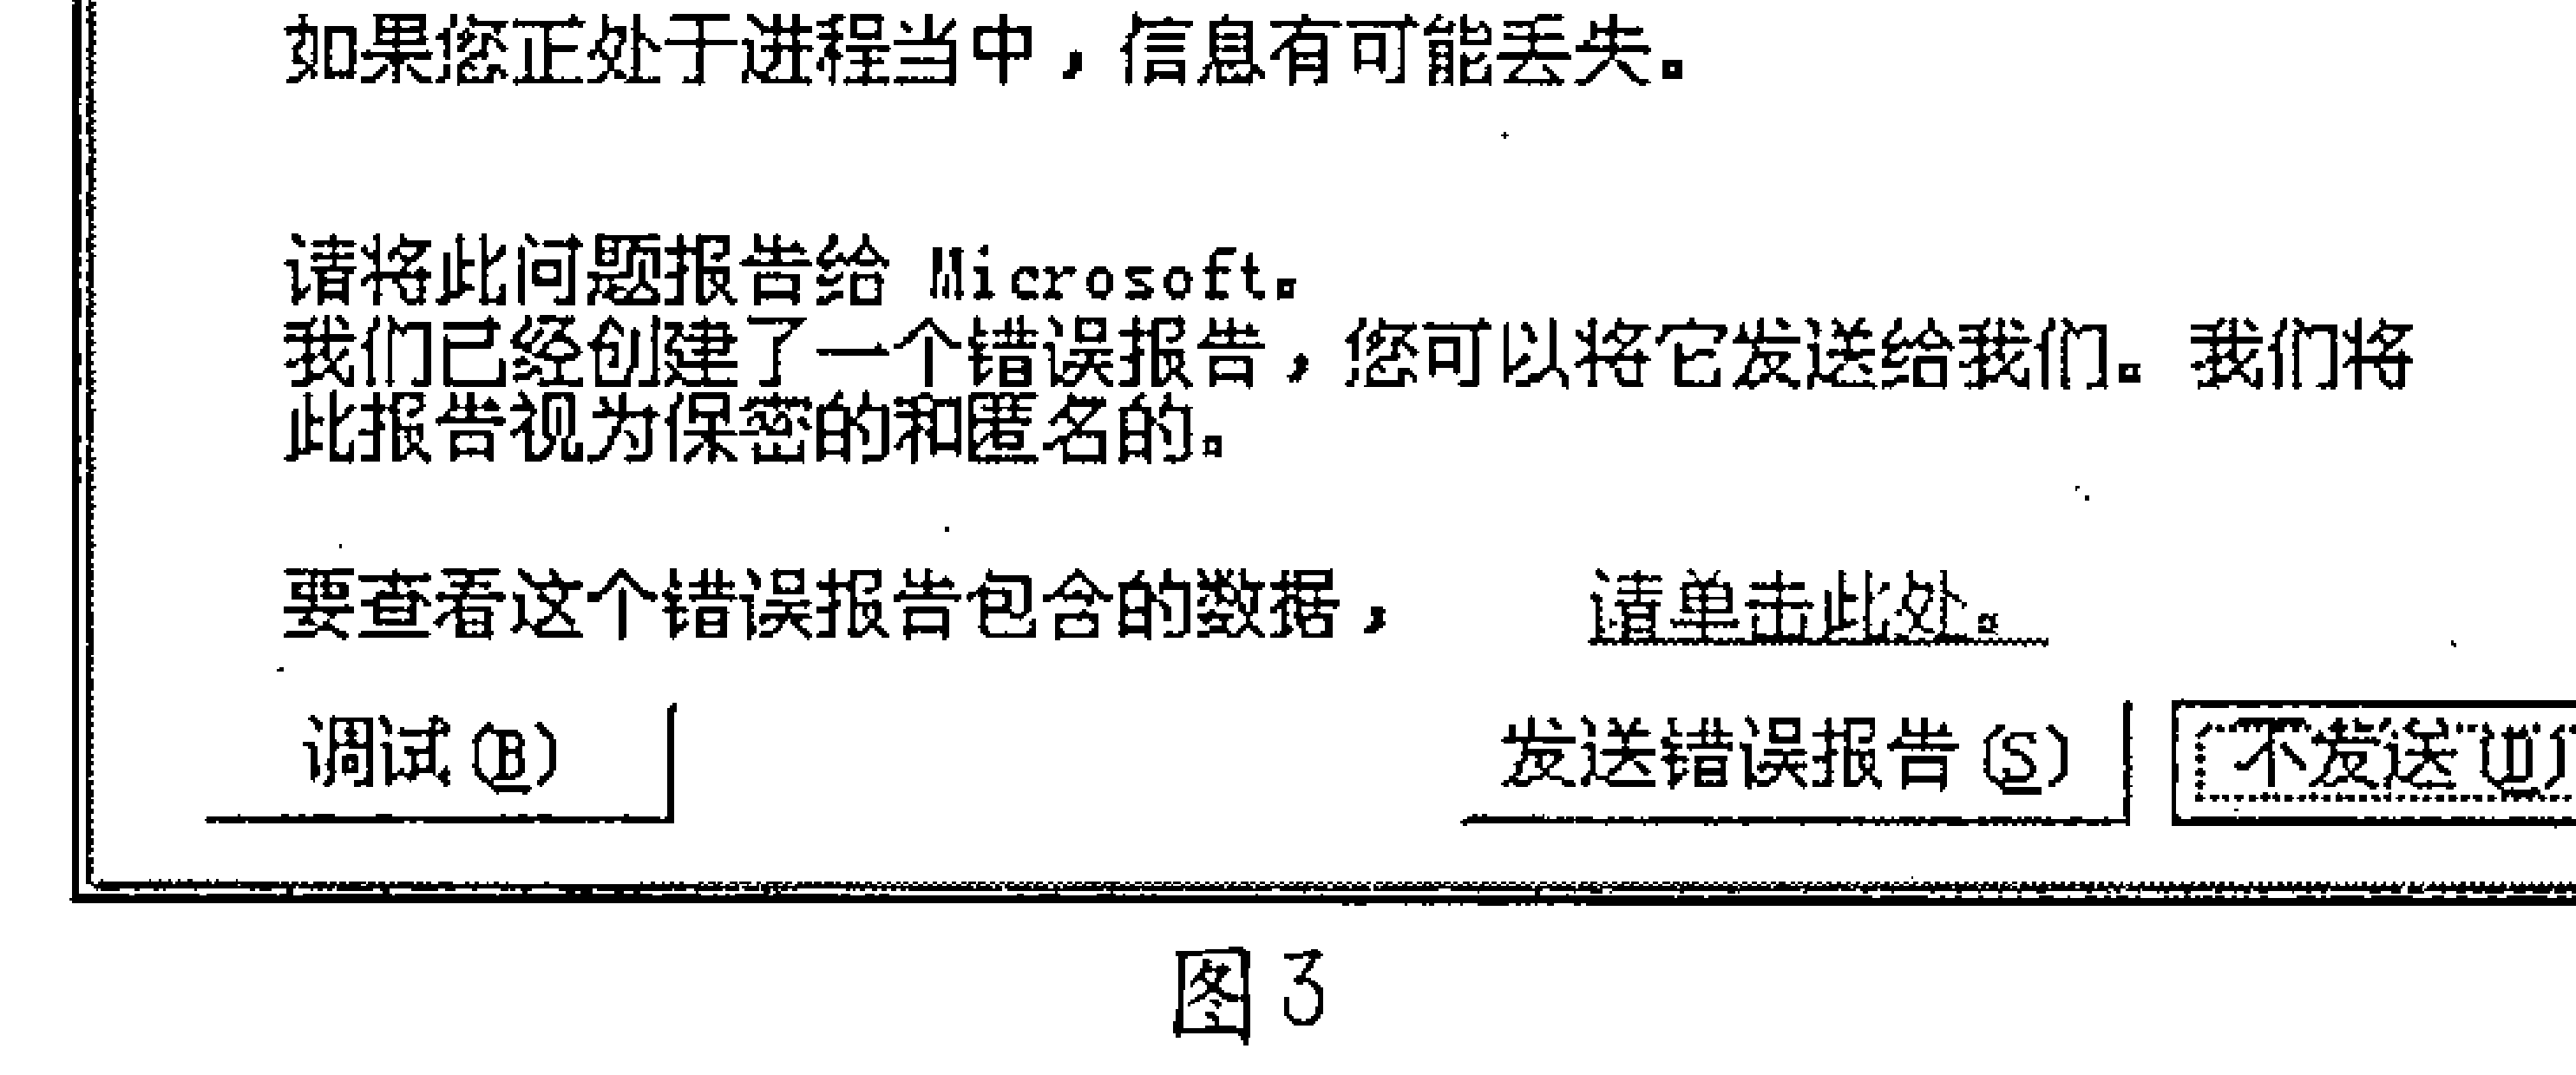 如果您正处于进程当中，信息有可能丢失。
请将此问题报告给 Microsoft。
我们已经创建了一个错误报告，您可以将它发送给我们。我们将
此报告视为保密的和匿名的。
要查看这个错误报告包含的数据， 请单击此处。
调试(B) 发送错误报告(S) 不发送(D)
图3